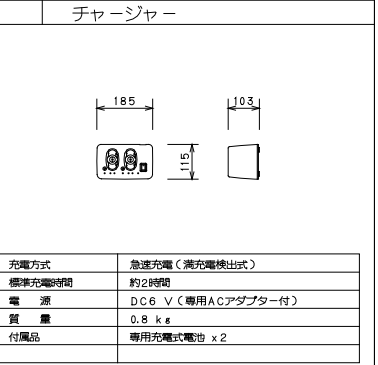 チャージャー
185
103
115
充電方式 急速充電(満充電検出式)
標準充電時間 約2時間
電 源 DC6 V(専用ACアダプター付)
質 量 0.8 kg
付属品 専用充電式電池 x2